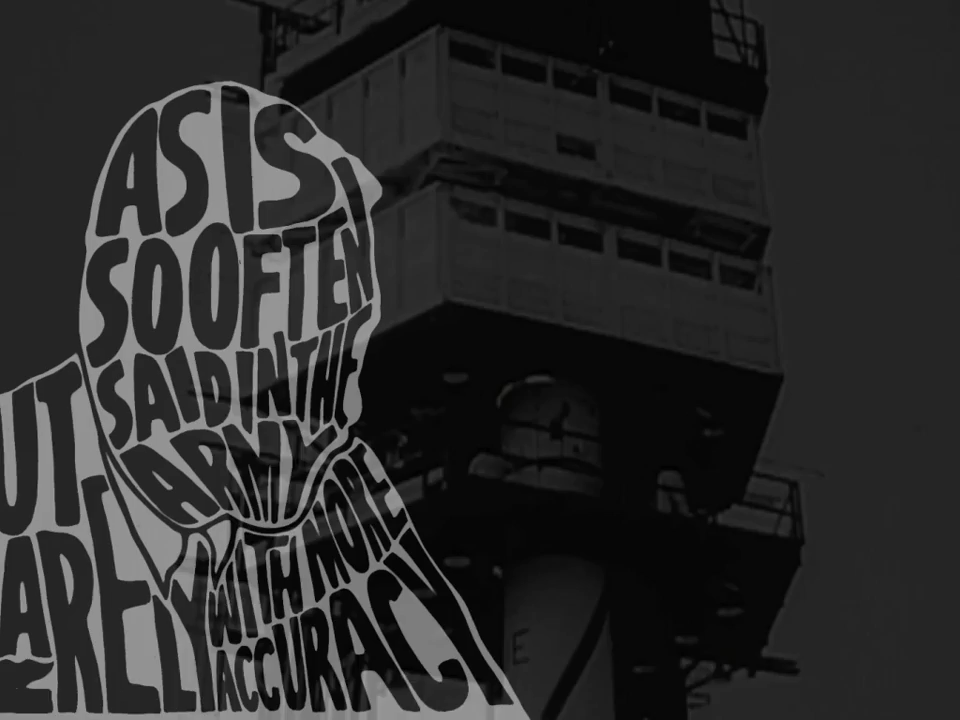 AS IS
SO OFTEN
SAID IN THE
ARMY
UT
ARELY
WITH MORE
ACCURACY
E